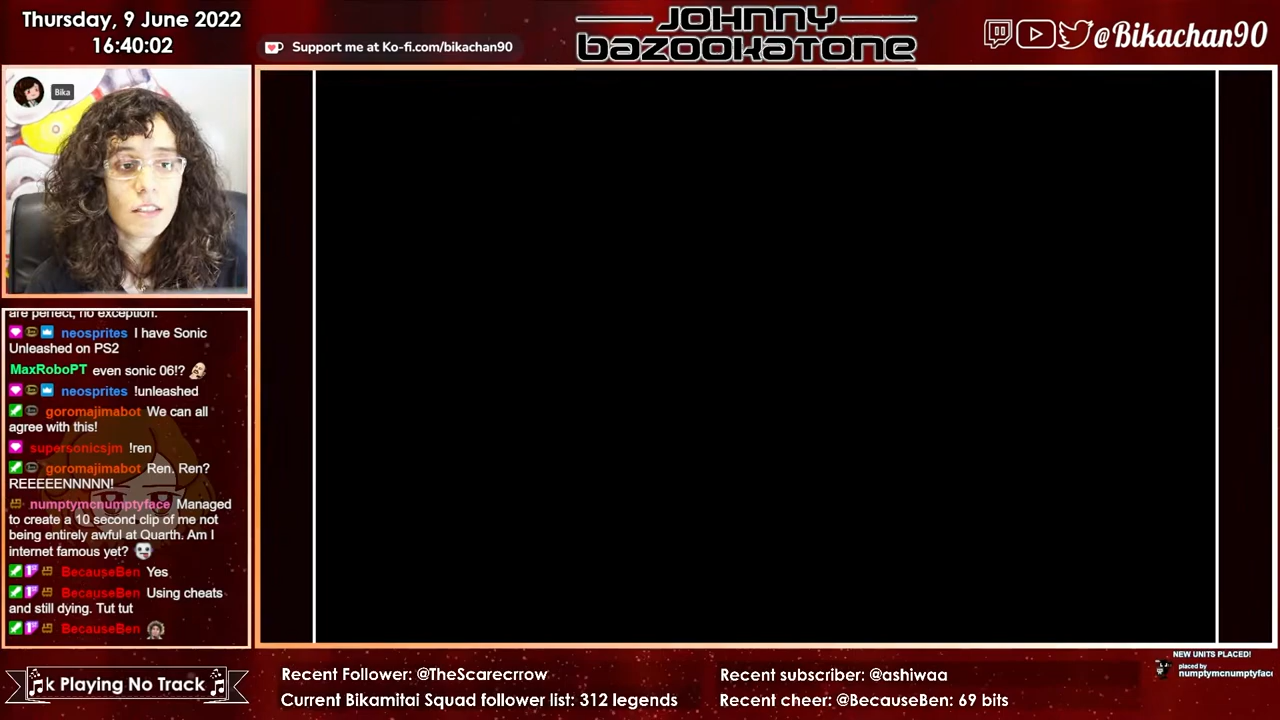 Thursday, 9 June 2022
16:40:02
Support me at Ko-fi.com/bikachan90
JOHNNY
bazookatone
@Bikachan90
Bika
are perfect, no exception.
neosprites I have Sonic
Unleashed on PS2
MaxRoboPT even sonic 06!?
neosprites !unleashed
goromajimabot We can all
agree with this!
supersonicsjm !ren
goromajimabot Ren. Ren?
REEEEENNNNN!
numptymcnumptyface Managed
to create a 10 second clip of me not
being entirely awful at Quarth. Am I
internet famous yet?
BecauseBen Yes
BecauseBen Using cheats
and still dying. Tut tut
BecauseBen
k Playing No Track
Recent Follower: @TheScarecrrow
Current Bikamitai Squad follower list: 312 legends
Recent subscriber: @ashiwaa
Recent cheer: @BecauseBen: 69 bits
NEW UNITS PLACED!
placed by
numptymcnumptyface